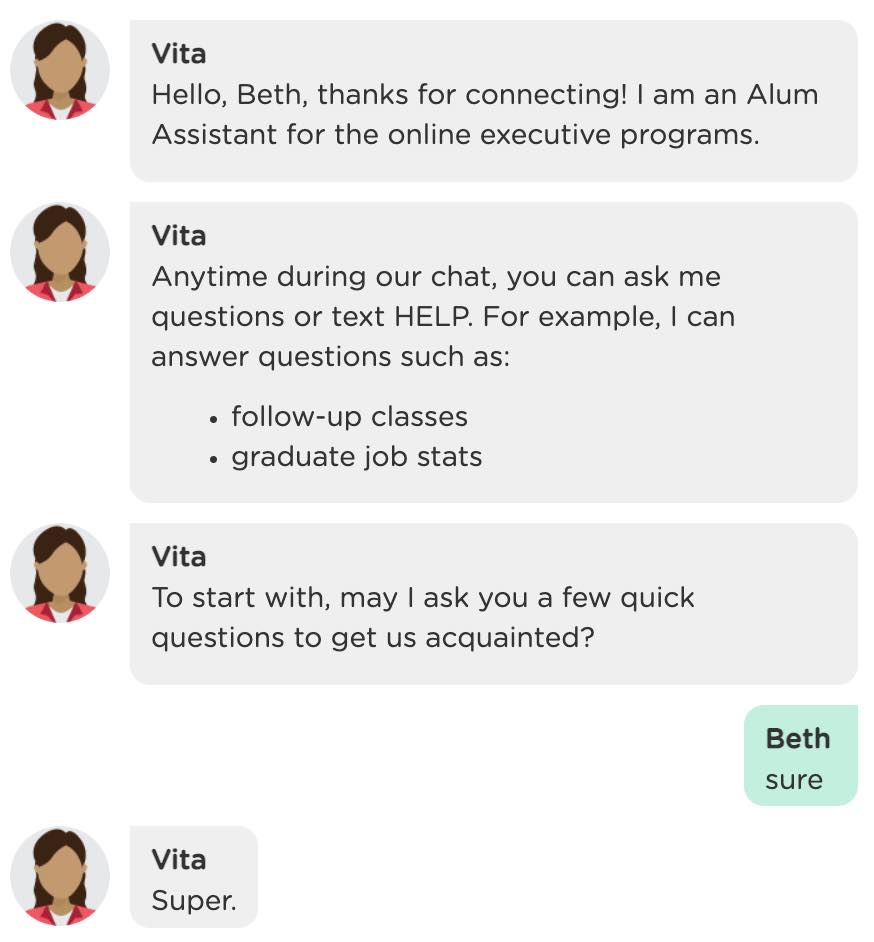 Vita
Hello, Beth, thanks for connecting! I am an Alum
Assistant for the online executive programs.
Vita
Anytime during our chat, you can ask me
questions or text HELP. For example, I can
answer questions such as:
• follow-up classes
• graduate job stats
Vita
To start with, may I ask you a few quick
questions to get us acquainted?
Beth
sure
Vita
Super.